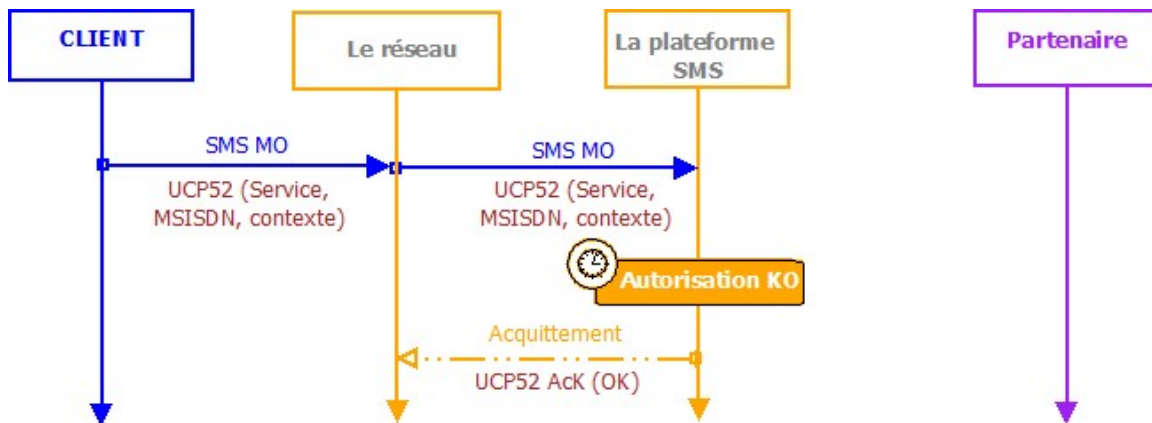 CLIENT
Le réseau
La plateforme
SMS
Partenaire
SMS MO
UCP52 (Service,
MSISDN, contexte)
SMS MO
UCP52 (Service,
MSISDN, contexte)
Autorisation KO
Acquittement
UCP52 AcK (OK)